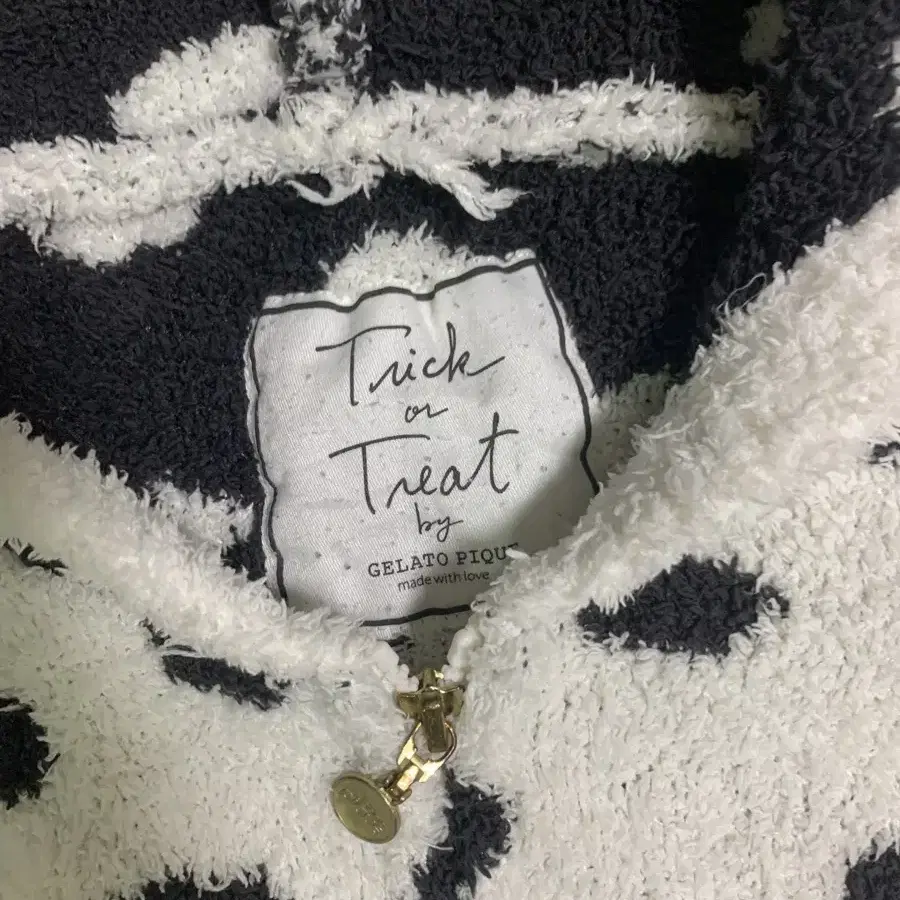 Trick
or
Treat
by
GELATO PIQUE
made with love